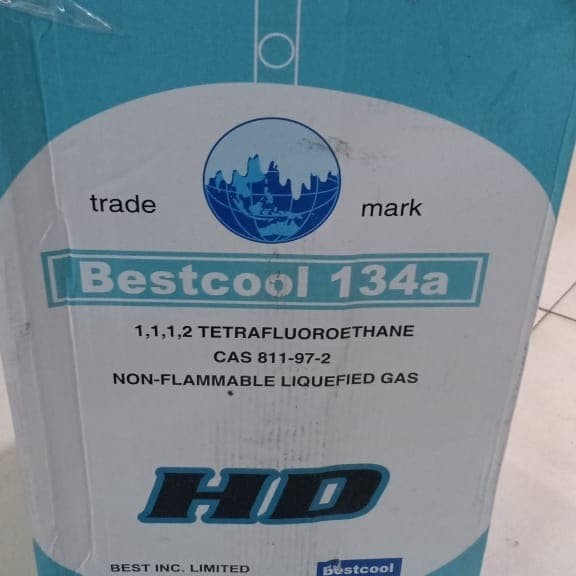 trade mark
Bestcool 134a
1,1,1,2 TETRAFLUOROETHANE
CAS 811-97-2
NON-FLAMMABLE LIQUEFIED GAS
HD
BEST INC. LIMITED bestcool